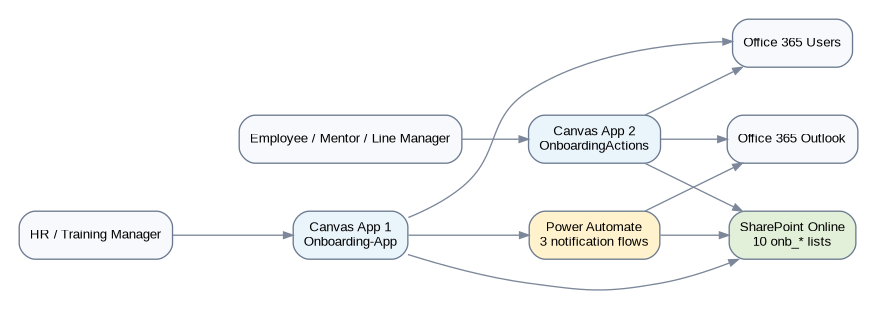 Office 365 Users
Employee / Mentor / Line Manager
Canvas App 2
OnboardingActions
Office 365 Outlook
HR / Training Manager
Canvas App 1
Onboarding-App
Power Automate
3 notification flows
SharePoint Online
10 onb_* lists